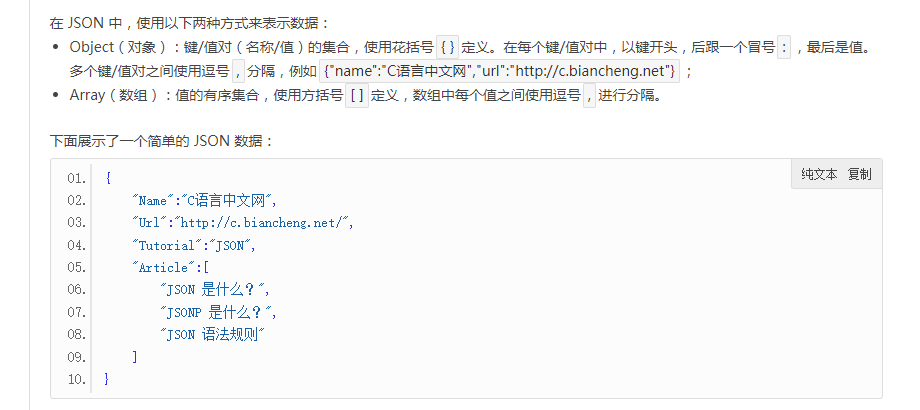 在 JSON 中，使用以下两种方式来表示数据：
Object（对象）：键/值对（名称/值）的集合，使用花括号 { } 定义。在每个键/值对中，以键开头，后跟一个冒号 : ，最后是值。
多个键/值对之间使用逗号 , 分隔，例如 {"name":"C语言中文网","url":"http://c.biancheng.net"} ；
Array（数组）：值的有序集合，使用方括号 [ ] 定义，数组中每个值之间使用逗号 , 进行分隔。
下面展示了一个简单的 JSON 数据：
纯文本 复制
01. {
02. "Name":"C语言中文网",
03. "Url":"http://c.biancheng.net/",
04. "Tutorial":"JSON",
05. "Article":[
06. "JSON 是什么？",
07. "JSONP 是什么？",
08. "JSON 语法规则"
09. ]
10. }